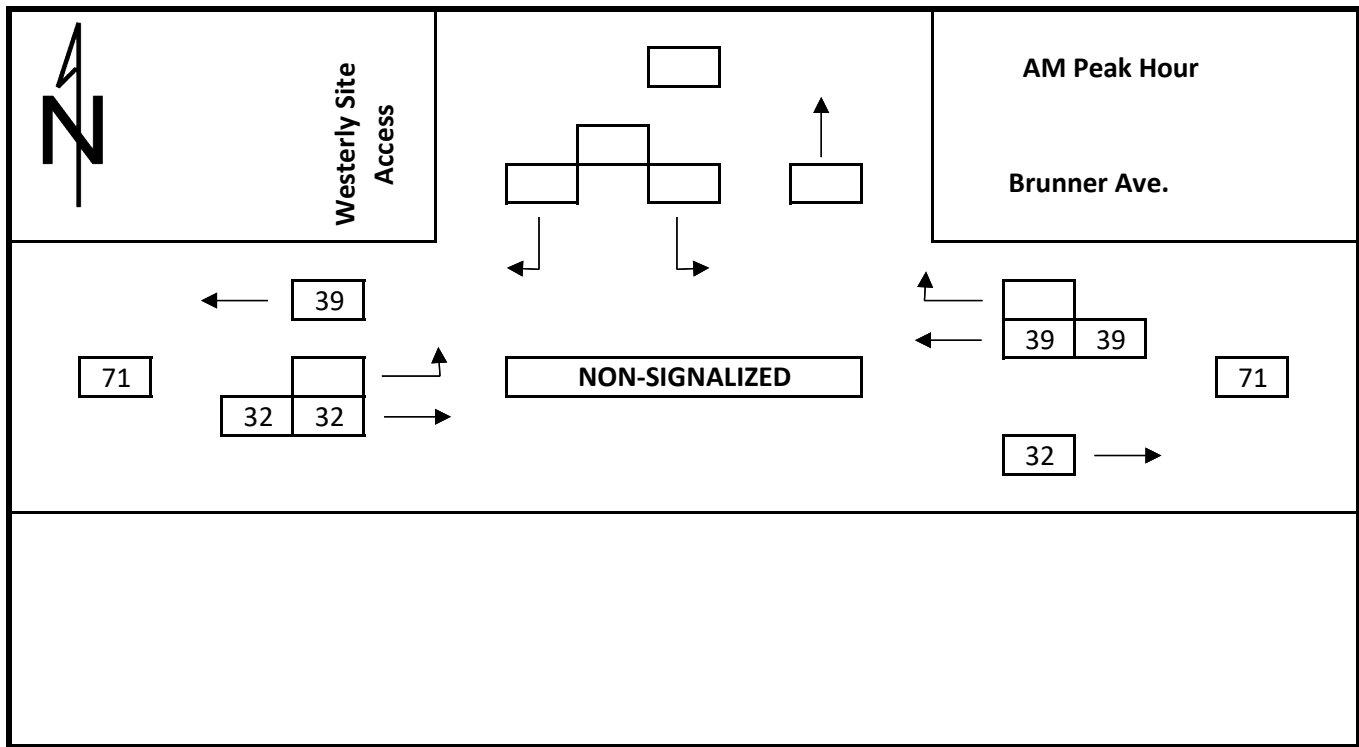 N
Westerly Site
Access
AM Peak Hour
Brunner Ave.
39
39 39
71
NON-SIGNALIZED
71
32 32
32